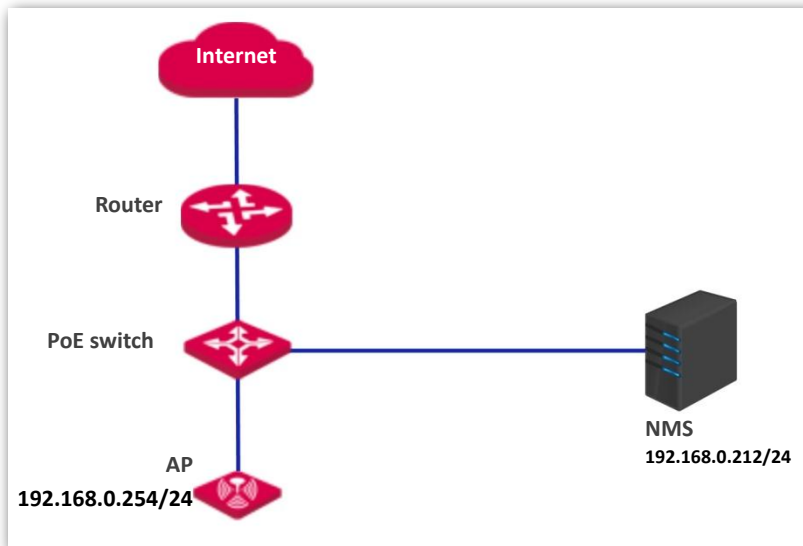 Internet
Router
PoE switch
AP
192.168.0.254/24
NMS
192.168.0.212/24